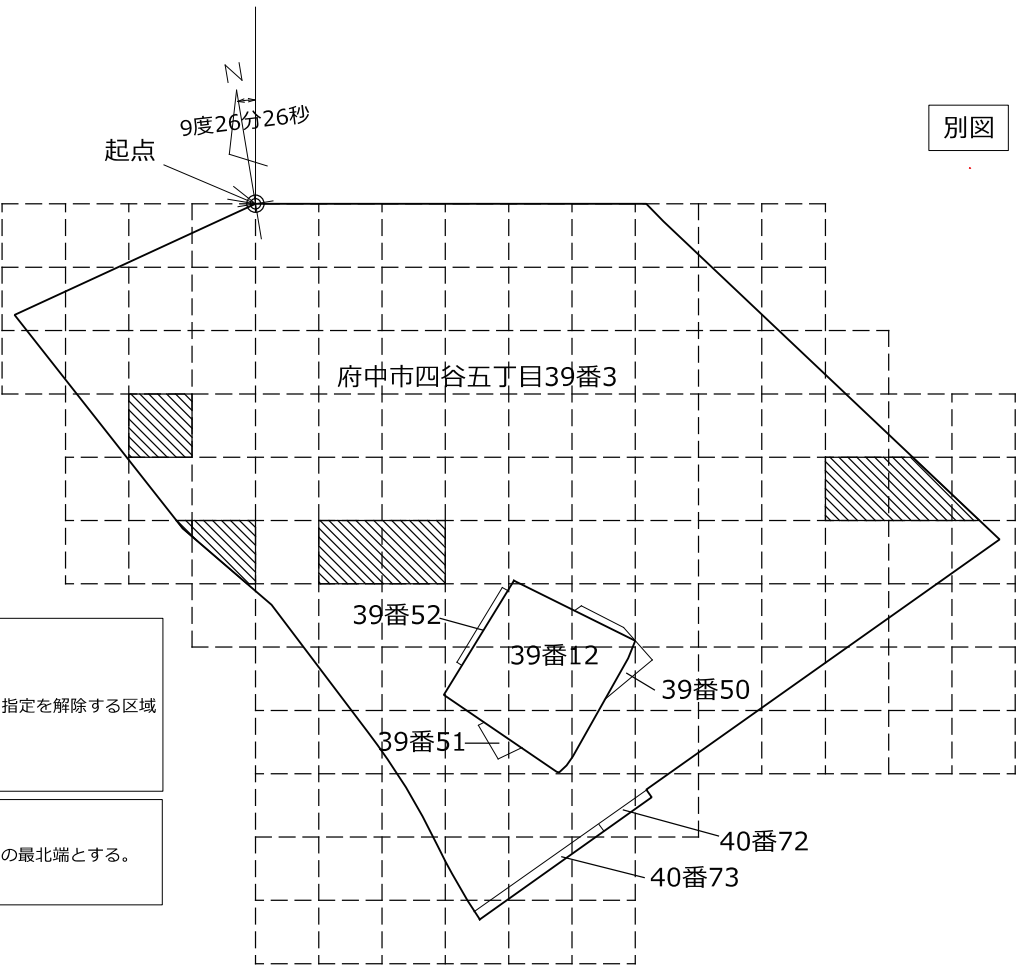 N
9度26分26秒
別図
起点
府中市四谷五丁目39番3
39番52
39番12
39番50
39番51
指定を解除する区域
の最北端とする。
40番72
40番73